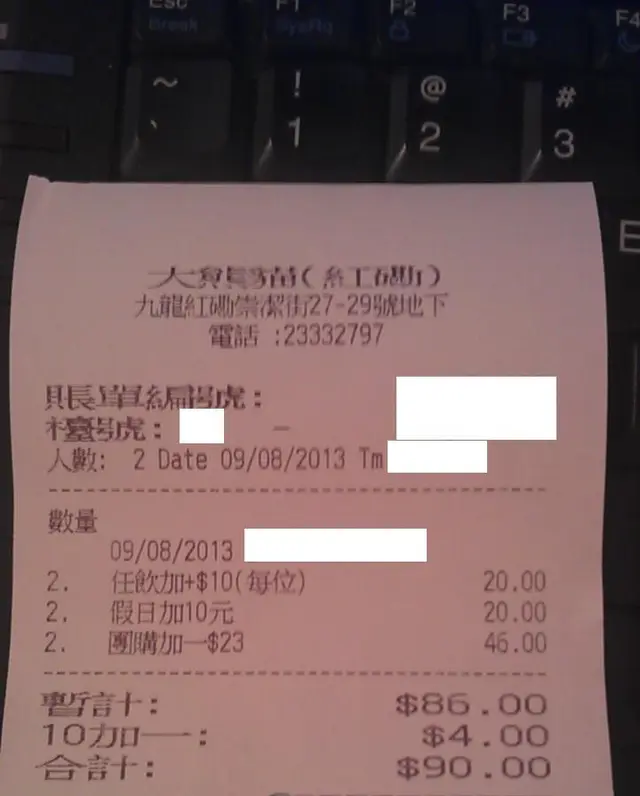 Esc F1 F2 F3 F4
Break SysRq
~ ! @ #
` 1 2 3
E
大熊貓(紅磡)
九龍紅磡崇潔街27-29號地下
電話 :23332797
賬單編號:
檯號: -
人數: 2 Date 09/08/2013 Tm
數量
09/08/2013
2. 任飲加+$10(每位) 20.00
2. 假日加10元 20.00
2. 團購加一$23 46.00
暫計: $86.00
10加一: $4.00
合計: $90.00